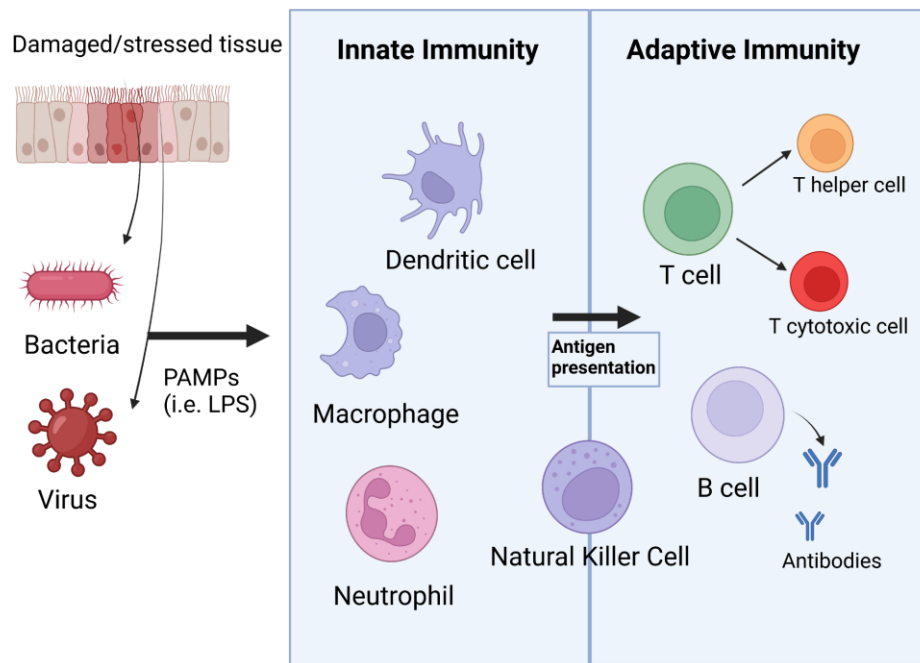 Damaged/stressed tissue
Bacteria
PAMPs
(i.e. LPS)
Virus
Innate Immunity
Dendritic cell
Macrophage
Neutrophil
Natural Killer Cell
Antigen
presentation
Adaptive Immunity
T helper cell
T cell
T cytotoxic cell
B cell
Antibodies